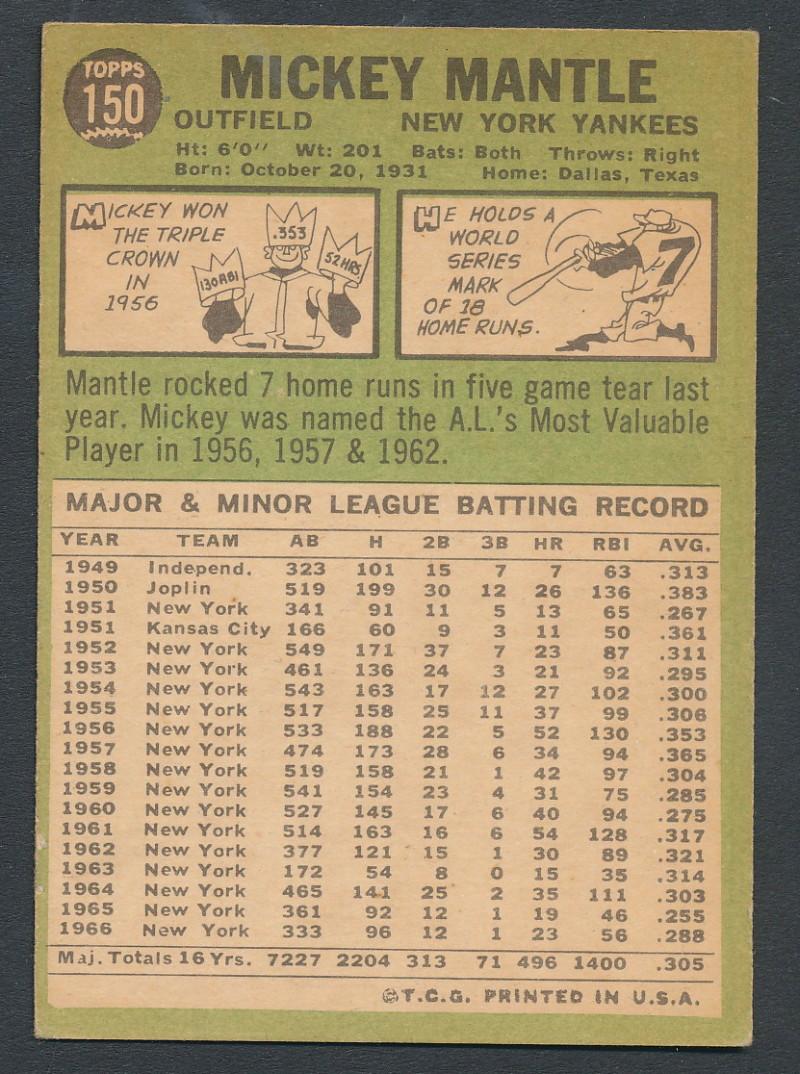 TOPPS
150
MICKEY MANTLE
OUTFIELD NEW YORK YANKEES
Ht: 6'0" Wt: 201 Bats: Both Throws: Right
Born: October 20, 1931 Home: Dallas, Texas
MICKEY WON
THE TRIPLE
CROWN
IN
1956
.353
130 RBI
52 HRS.
HE HOLDS A
WORLD
SERIES
MARK
OF 18
HOME RUNS.
7
Mantle rocked 7 home runs in five game tear last
year. Mickey was named the A.L.'s Most Valuable
Player in 1956, 1957 & 1962.
MAJOR & MINOR LEAGUE BATTING RECORD
YEAR TEAM AB H 2B 3B HR RBI AVG.
1949 Independ. 323 101 15 7 7 63 .313
1950 Joplin 519 199 30 12 26 136 .383
1951 New York 341 91 11 5 13 65 .267
1951 Kansas City 166 60 9 3 11 50 .361
1952 New York 549 171 37 7 23 87 .311
1953 New York 461 136 24 3 21 92 .295
1954 New York 543 163 17 12 27 102 .300
1955 New York 517 158 25 11 37 99 .306
1956 New York 533 188 22 5 52 130 .353
1957 New York 474 173 28 6 34 94 .365
1958 New York 519 158 21 1 42 97 .304
1959 New York 541 154 23 4 31 75 .285
1960 New York 527 145 17 6 40 94 .275
1961 New York 514 163 16 6 54 128 .317
1962 New York 377 121 15 1 30 89 .321
1963 New York 172 54 8 0 15 35 .314
1964 New York 465 141 25 2 35 111 .303
1965 New York 361 92 12 1 19 46 .255
1966 New York 333 96 12 1 23 56 .288
Maj. Totals 16 Yrs. 7227 2204 313 71 496 1400 .305
©T.C.G. PRINTED IN U.S.A.